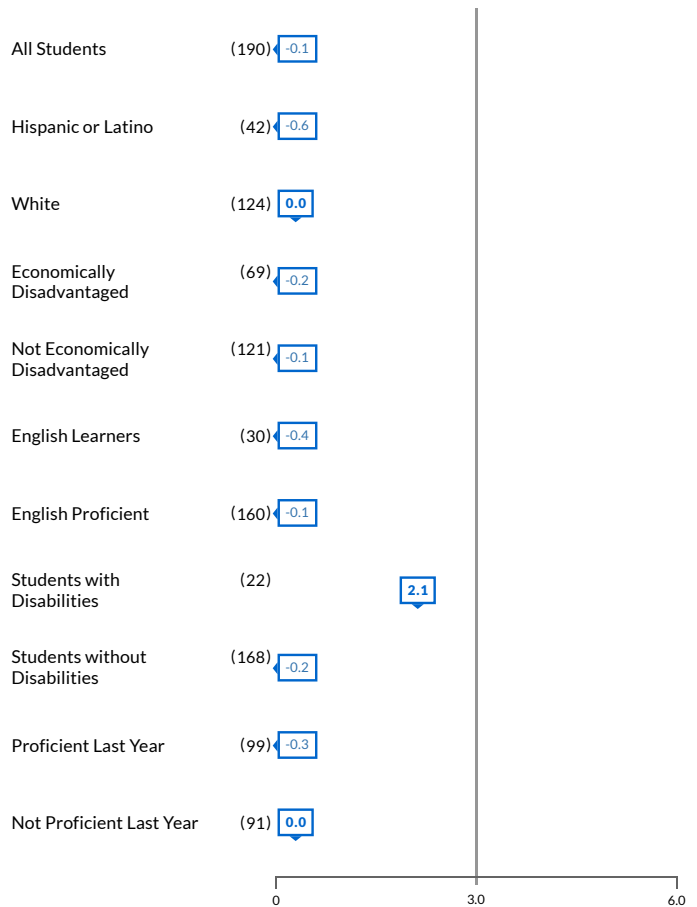 All Students (190) -0.1
Hispanic or Latino (42) -0.6
White (124) 0.0
Economically (69) -0.2
Disadvantaged
Not Economically (121) -0.1
Disadvantaged
English Learners (30) -0.4
English Proficient (160) -0.1
Students with (22) 2.1
Disabilities
Students without (168) -0.2
Disabilities
Proficient Last Year (99) -0.3
Not Proficient Last Year (91) 0.0
0 3.0 6.0